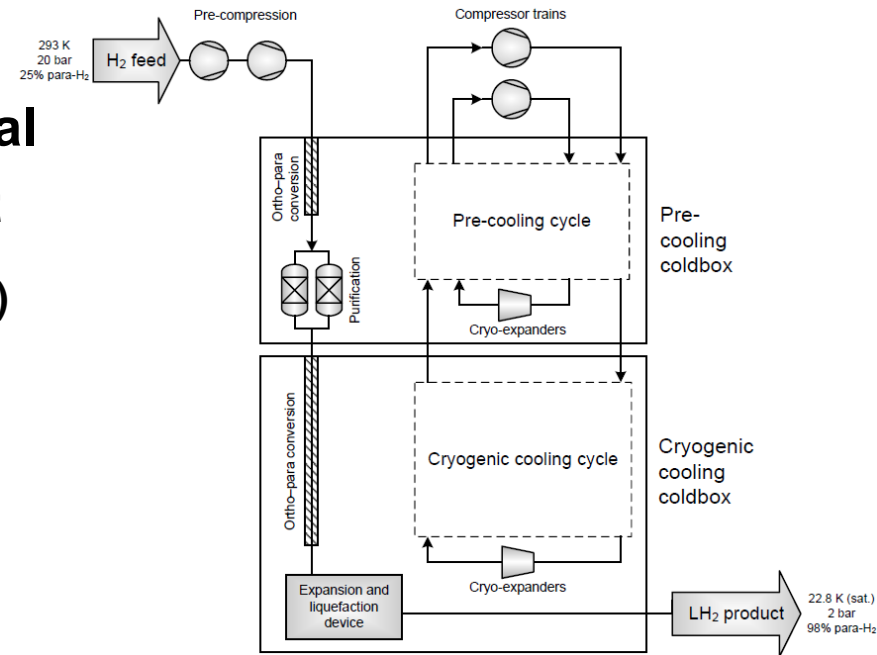 Pre-compression
Compressor trains
293 K
20 bar
25% para-H₂
H₂ feed
al
)
Ortho–para
conversion
Purification
Pre-cooling cycle
Cryo-expanders
Pre-
cooling
coldbox
Ortho–para conversion
Cryogenic cooling cycle
Cryo-expanders
Cryogenic
cooling
coldbox
Expansion and
liquefaction
device
LH₂ product
22.8 K (sat.)
2 bar
98% para-H₂